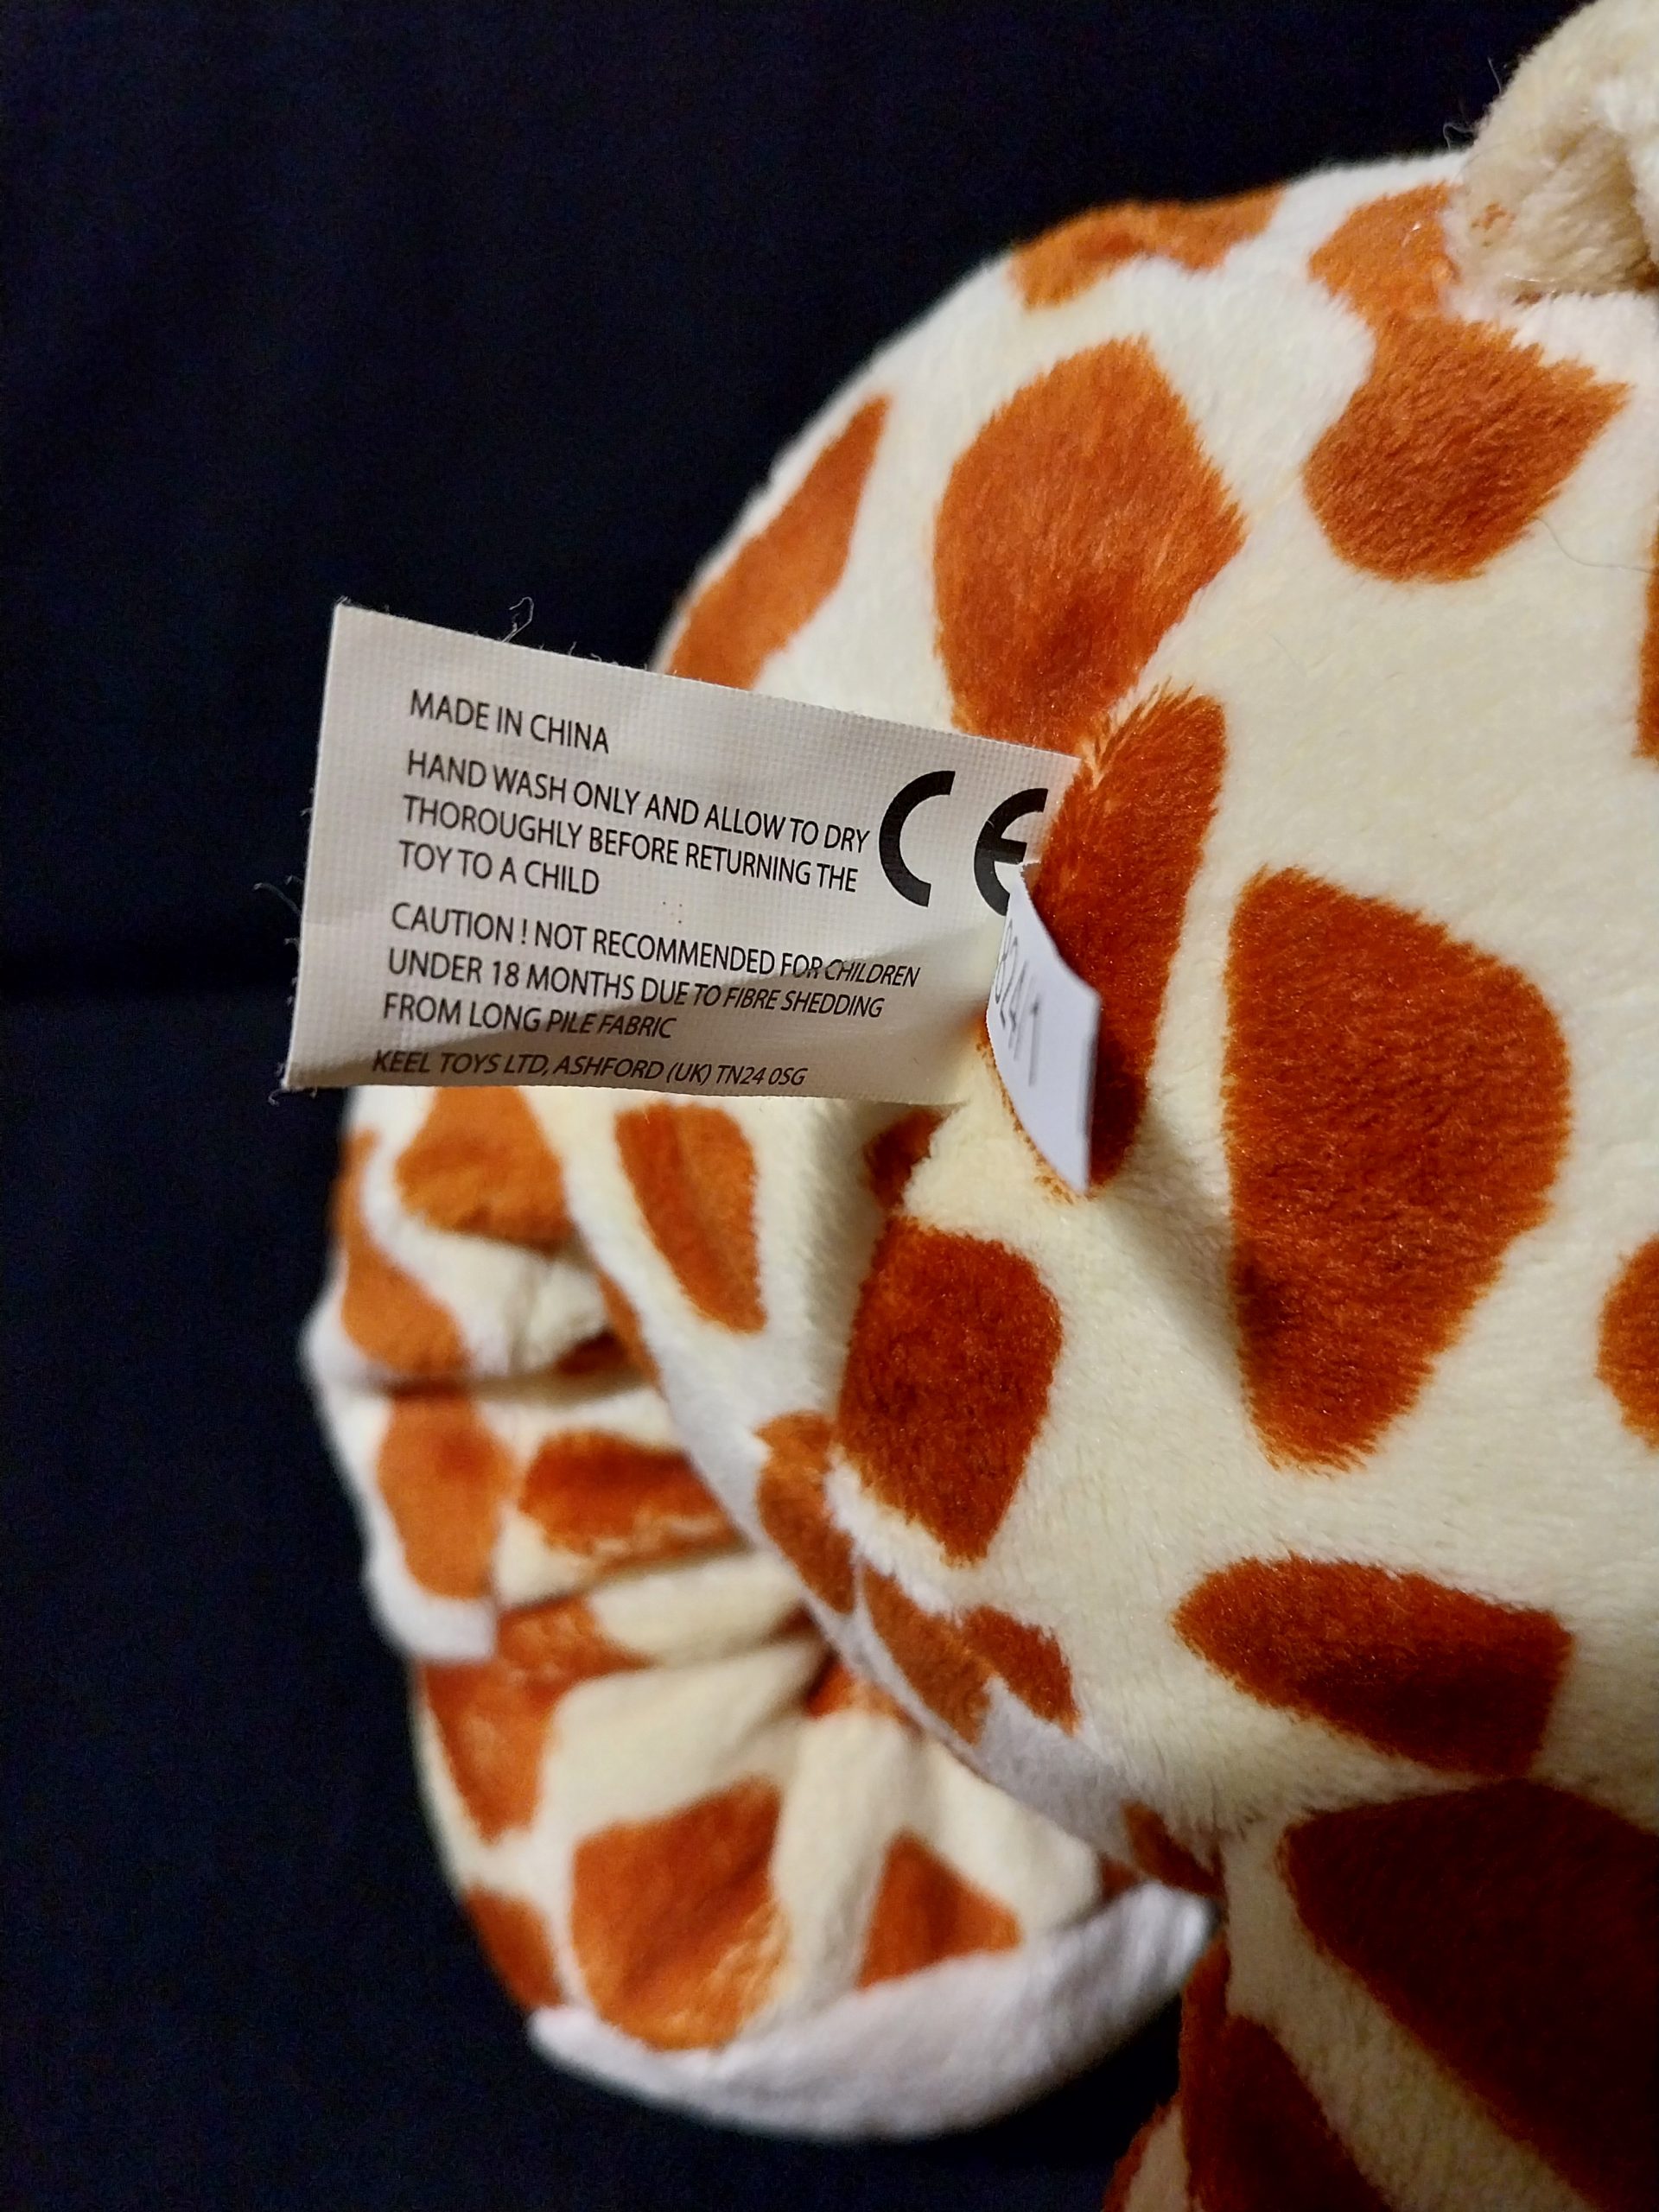 MADE IN CHINA
HAND WASH ONLY AND ALLOW TO DRY
THOROUGHLY BEFORE RETURNING THE
TOY TO A CHILD
CE
CAUTION ! NOT RECOMMENDED FOR CHILDREN
UNDER 18 MONTHS DUE TO FIBRE SHEDDING
FROM LONG PILE FABRIC
KEEL TOYS LTD, ASHFORD (UK) TN24 0SG